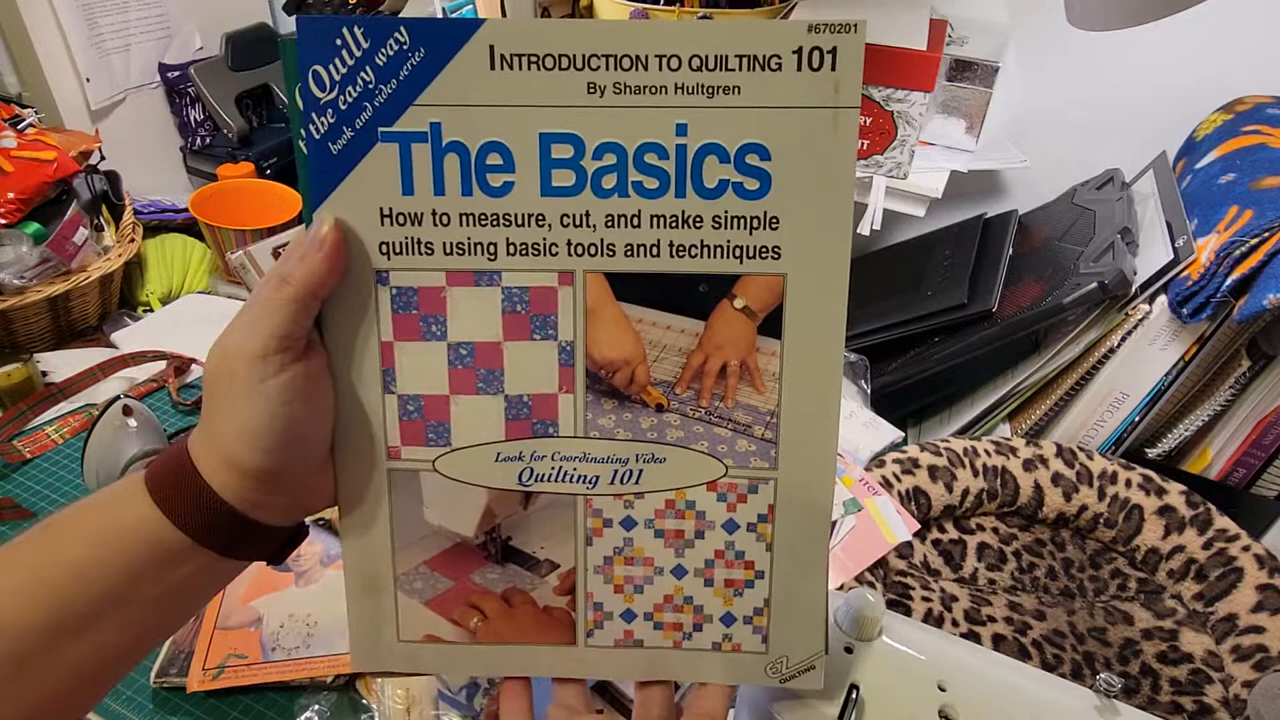 #670201
Quilt
the easy way
book and video series
INTRODUCTION TO QUILTING 101
By Sharon Hultgren
The Basics
How to measure, cut, and make simple
quilts using basic tools and techniques
Look for Coordinating Video
Quilting 101
EZ
QUILTING
PRECALCULUS